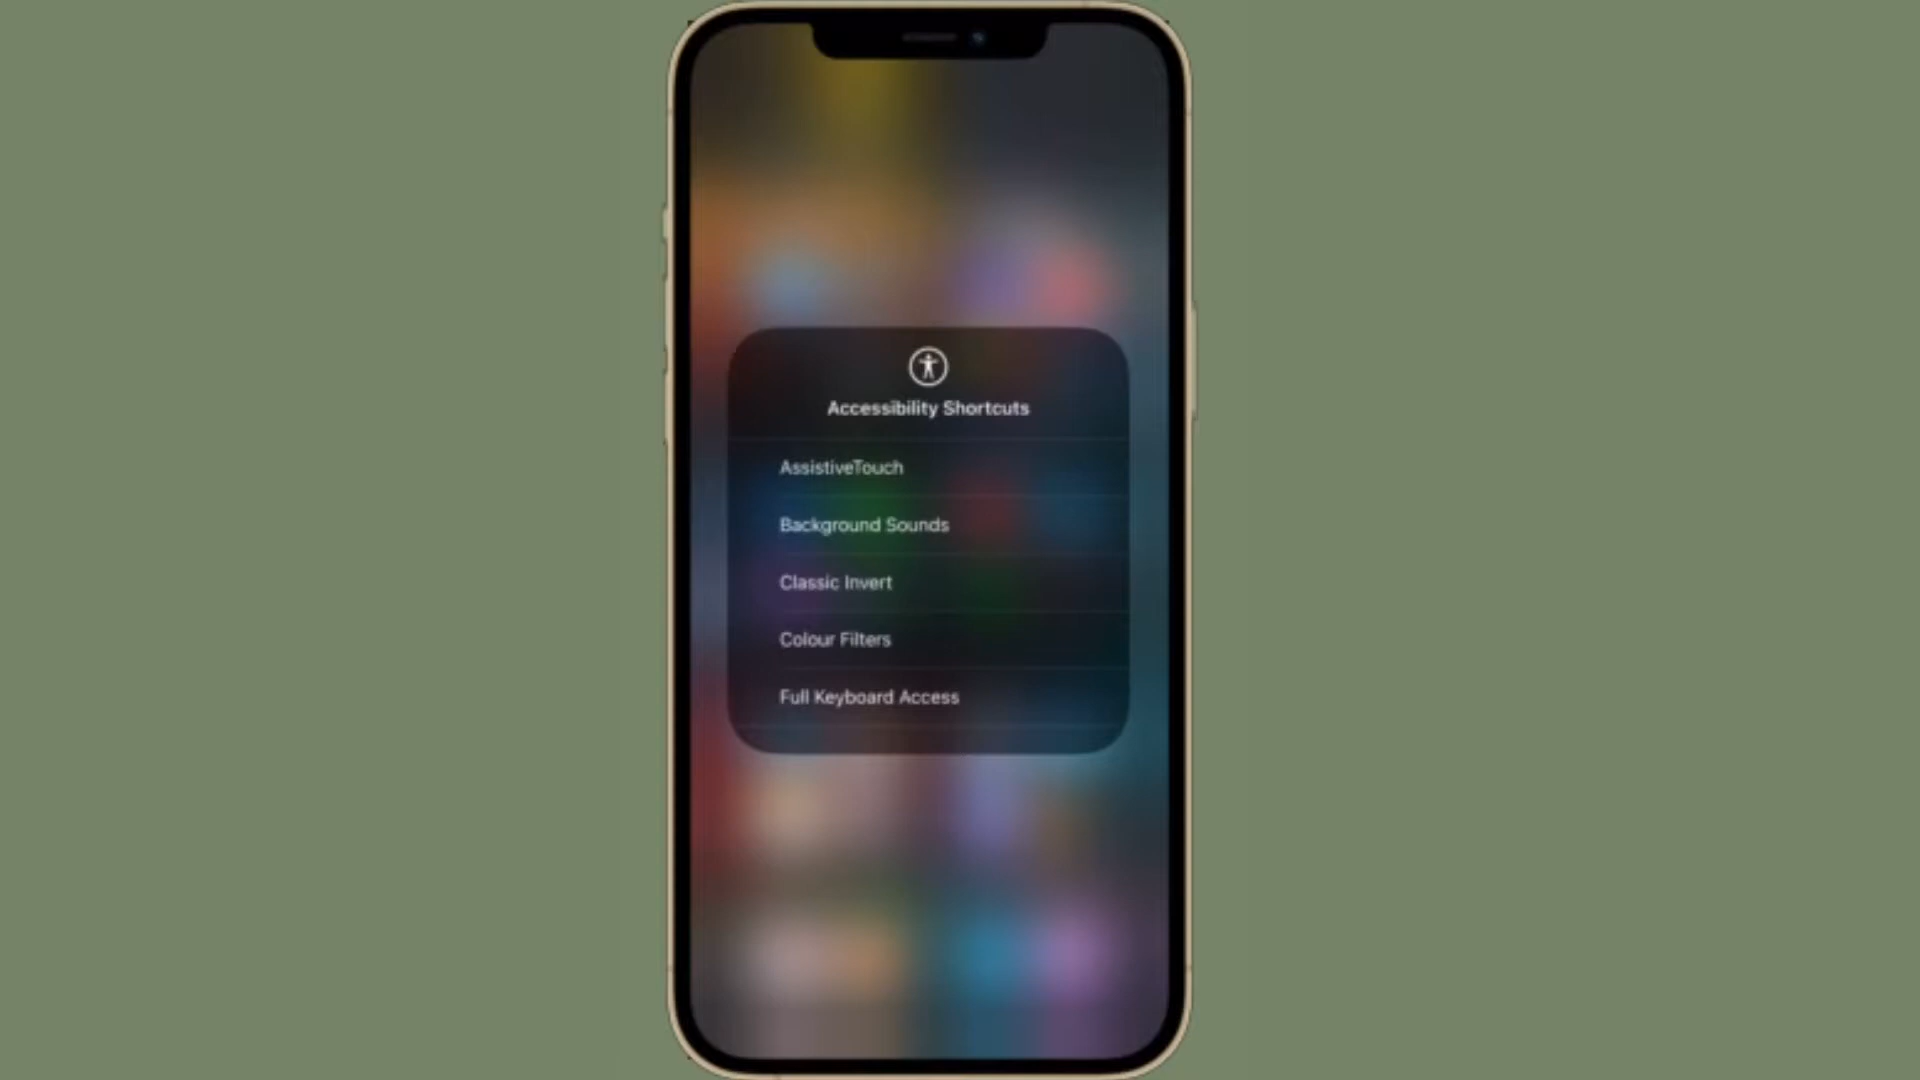 Accessibility Shortcuts
AssistiveTouch
Background Sounds
Classic Invert
Colour Filters
Full Keyboard Access